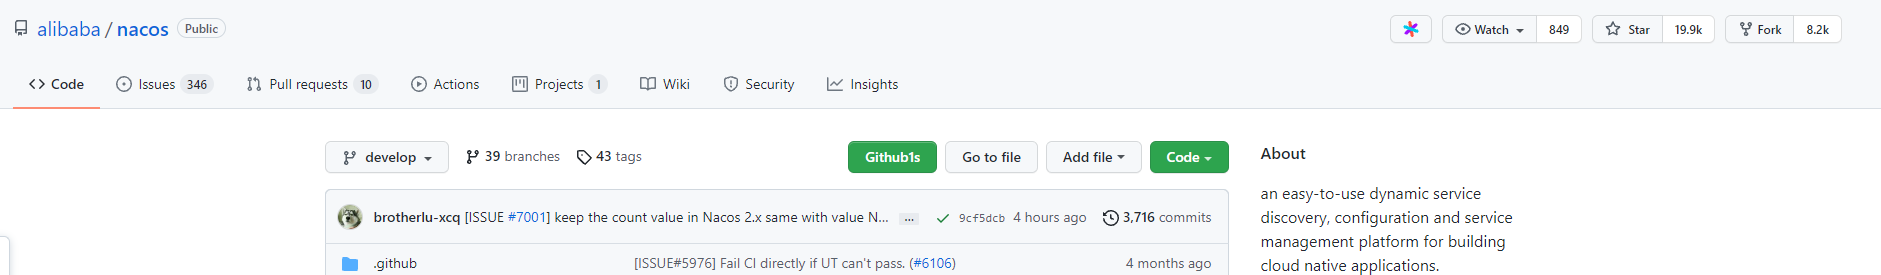 alibaba / nacos Public Watch 849 Star 19.9k Fork 8.2k
Code Issues 346 Pull requests 10 Actions Projects 1 Wiki Security Insights
develop 39 branches 43 tags Github1s Go to file Add file Code
About
brotherlu-xcq [ISSUE #7001] keep the count value in Nacos 2.x same with value N... ... 9cf5dcb 4 hours ago 3,716 commits
.github [ISSUE#5976] Fail CI directly if UT can't pass. (#6106) 4 months ago
an easy-to-use dynamic service
discovery, configuration and service
management platform for building
cloud native applications.